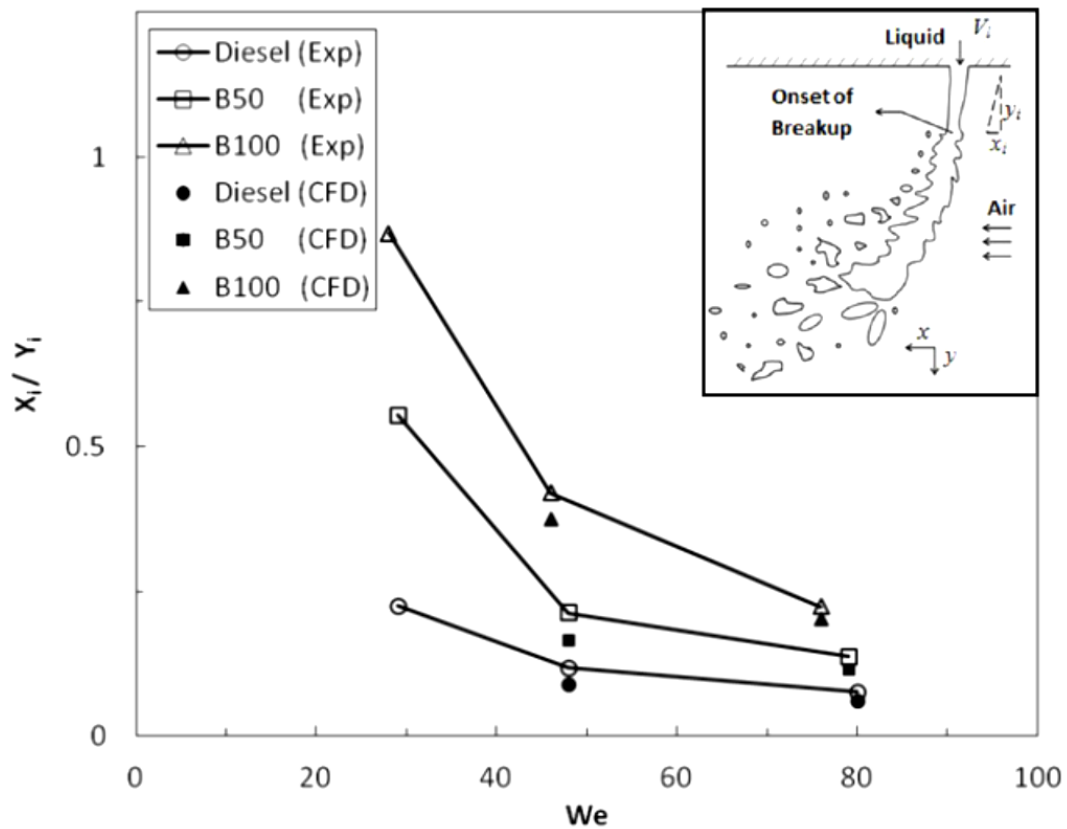 Diesel (Exp)
B50 (Exp)
B100 (Exp)
Diesel (CFD)
B50 (CFD)
B100 (CFD)
Liquid
Vi
Onset of
Breakup
yi
xi
Air
x
y
1
0.5
0
Xi/ Yi
0 20 40 60 80 100
We